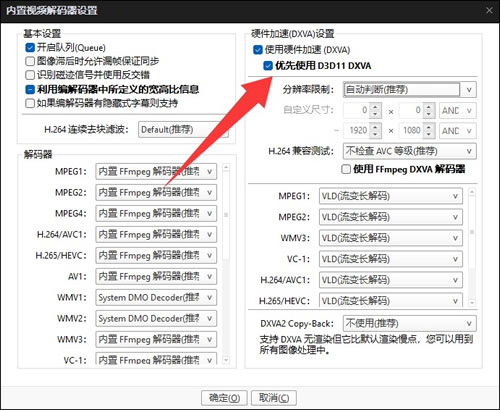 内置视频解码器设置
基本设置
开启队列(Queue)
图像滞后时允许漏帧保证同步
识别磁迹信号并使用反交错
利用编解码器中所定义的宽高比信息
如果编解码器有隐藏式字幕则支持
H.264 连续去块滤波： Default(推荐)
解码器
MPEG1： 内置 FFmpeg 解码器(推荐
MPEG2： 内置 FFmpeg 解码器(推荐
MPEG4： 内置 FFmpeg 解码器(推荐
H.264/AVC1： 内置 FFmpeg 解码器(推荐
H.265/HEVC： 内置 FFmpeg 解码器(推荐
AV1： 内置 FFmpeg 解码器(推荐
WMV1： System DMO Decoder(推荐
WMV2： System DMO Decoder(推荐
WMV3： 内置 FFmpeg 解码器(推荐
VC-1： 内置 FFmpeg 解码器(推荐
硬件加速(DXVA)设置
使用硬件加速 (DXVA)
优先使用 D3D11 DXVA
分辨率限制： 自动判断(推荐)
自定义尺寸： 0 × 0 AND
~ 1920 × 1080 AND
H.264 兼容测试： 不检查 AVC 等级(推荐)
使用 FFmpeg DXVA 解码器
MPEG1： VLD(流变长解码)
MPEG2： VLD(流变长解码)
WMV3： VLD(流变长解码)
VC-1： VLD(流变长解码)
H.264/AVC1： VLD(流变长解码)
H.265/HEVC： VLD(流变长解码)
DXVA2 Copy-Back： 不使用(推荐)
支持 DXVA 无渲染但它比默认渲染慢点，您可以用到
所有图像处理中。
确定(O) 取消(C)